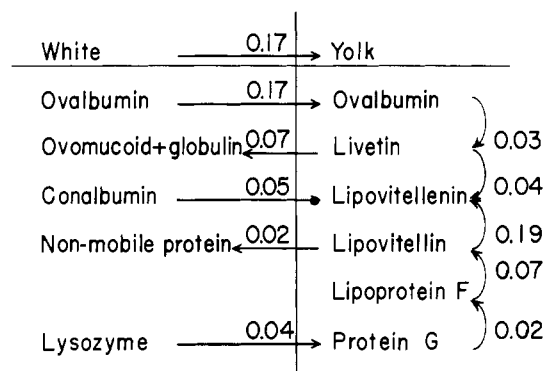 White 0.17 Yolk
Ovalbumin 0.17 Ovalbumin
0.03
Ovomucoid+globulin 0.07 Livetin
0.04
Conalbumin 0.05 Lipovitellenin
0.19
Non-mobile protein 0.02 Lipovitellin
0.07
Lipoprotein F
0.02
Lysozyme 0.04 Protein G